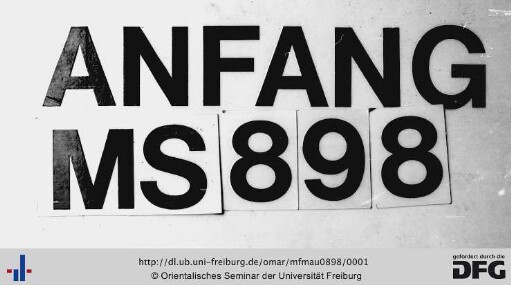 ANFANG
MS 898
http://dl.ub.uni-freiburg.de/omar/mfmau0898/0001
© Orientalisches Seminar der Universität Freiburg
gefördert durch die
DFG